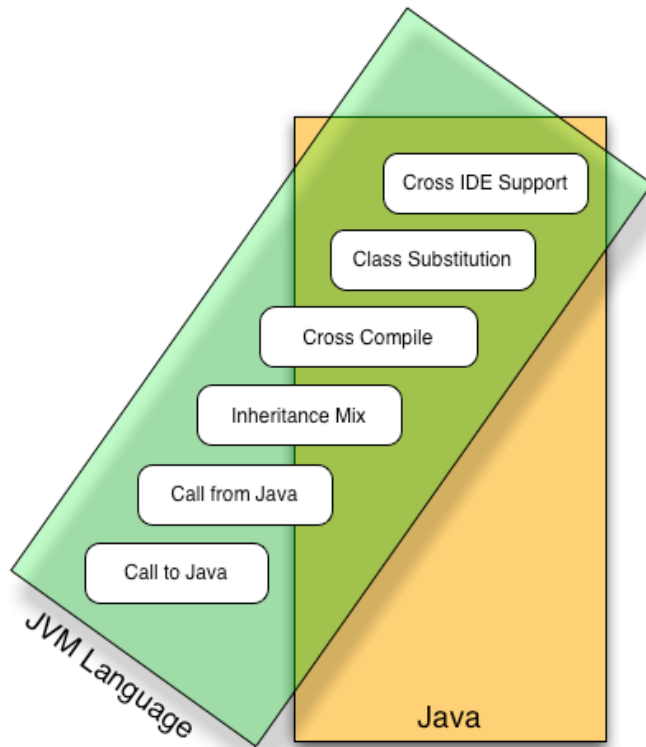 Cross IDE Support
Class Substitution
Cross Compile
Inheritance Mix
Call from Java
Call to Java
JVM Language
Java